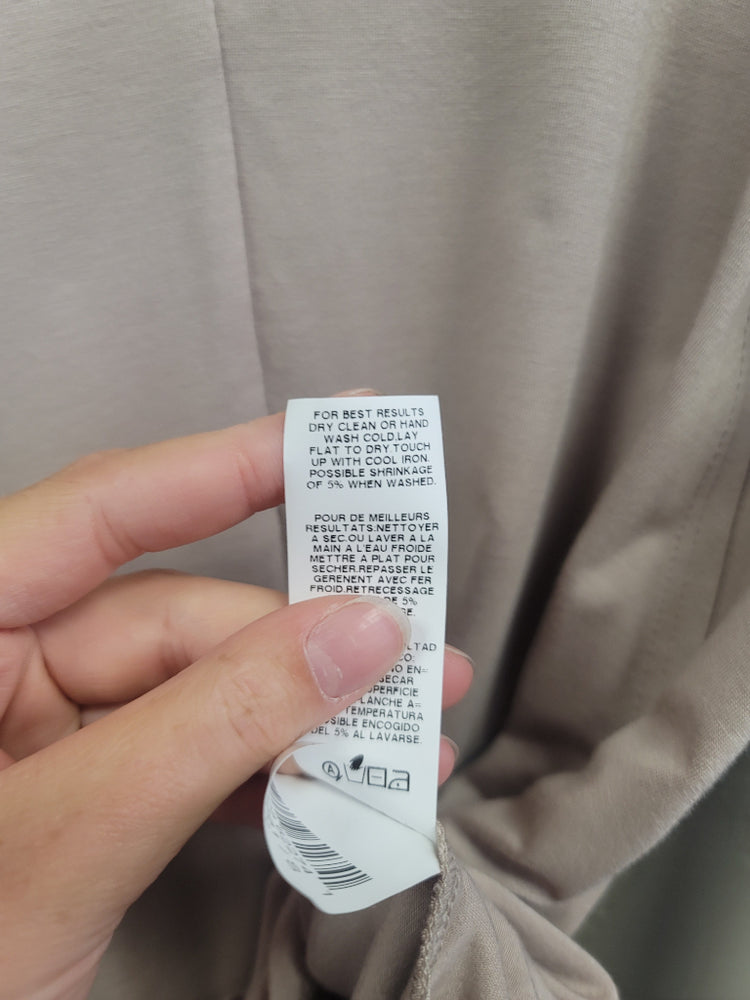 FOR BEST RESULTS
DRY CLEAN OR HAND
WASH COLD.LAY
FLAT TO DRY TOUCH
UP WITH COOL IRON.
POSSIBLE SHRINKAGE
OF 5% WHEN WASHED.
POUR DE MEILLEURS
RESULTATS.NETTOYER
A SEC.OU LAVER A LA
MAIN A L'EAU FROIDE
METTRE A PLAT POUR
SECHER.REPASSER LE
GERENENT AVEC FER
FROID.RETRECESSAGE
DE 5%
SECAR
TEMPERATURA
ENCOGIDO
DEL 5% AL LAVARSE.
A